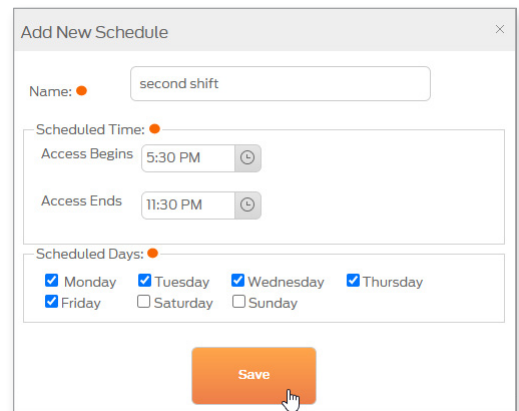 Add New Schedule
Name:
second shift
Scheduled Time:
Access Begins 5:30 PM
Access Ends 11:30 PM
Scheduled Days:
Monday Tuesday Wednesday Thursday
Friday Saturday Sunday
Save